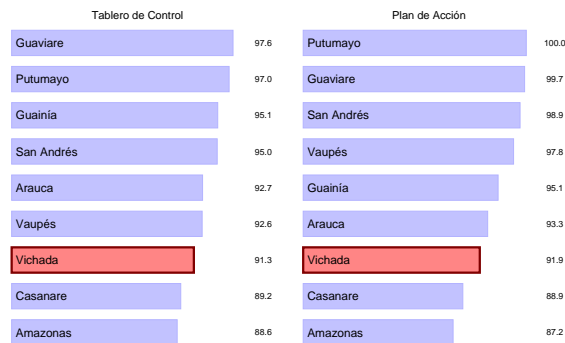 Tablero de Control
Guaviare 97.6
Putumayo 97.0
Guainía 95.1
San Andrés 95.0
Arauca 92.7
Vaupés 92.6
Vichada 91.3
Casanare 89.2
Amazonas 88.6
Plan de Acción
Putumayo 100.0
Guaviare 99.7
San Andrés 98.9
Vaupés 97.8
Guainía 95.1
Arauca 93.3
Vichada 91.9
Casanare 88.9
Amazonas 87.2